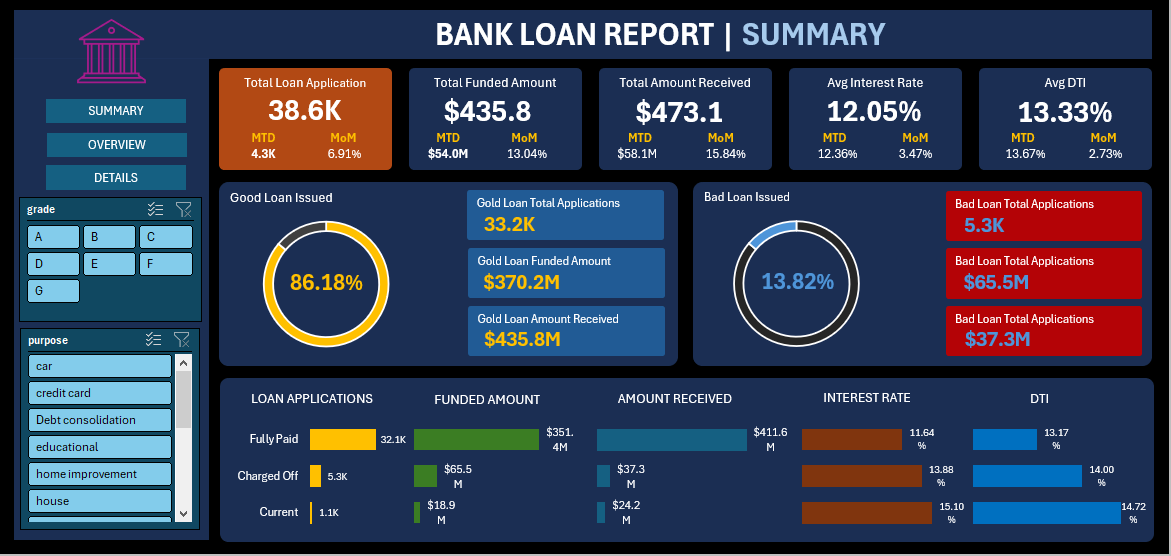 BANK LOAN REPORT | SUMMARY
SUMMARY
OVERVIEW
DETAILS
grade
A
B
C
D
E
F
G
purpose
car
credit card
Debt consolidation
educational
home improvement
house
Total Loan Application
38.6K
MTD
MoM
4.3K
6.91%
Total Funded Amount
$435.8
MTD
MoM
$54.0M
13.04%
Total Amount Received
$473.1
MTD
MoM
$58.1M
15.84%
Avg Interest Rate
12.05%
MTD
MoM
12.36%
3.47%
Avg DTI
13.33%
MTD
MoM
13.67%
2.73%
Good Loan Issued
86.18%
Gold Loan Total Applications
33.2K
Gold Loan Funded Amount
$370.2M
Gold Loan Amount Received
$435.8M
Bad Loan Issued
13.82%
Bad Loan Total Applications
5.3K
Bad Loan Total Applications
$65.5M
Bad Loan Total Applications
$37.3M
LOAN APPLICATIONS
FUNDED AMOUNT
AMOUNT RECEIVED
INTEREST RATE
DTI
Fully Paid
32.1K
$351.
4M
$411.6
M
11.64
%
13.17
%
Charged Off
5.3K
$65.5
M
$37.3
M
13.88
%
14.00
%
Current
1.1K
$18.9
M
$24.2
M
15.10
%
14.72
%